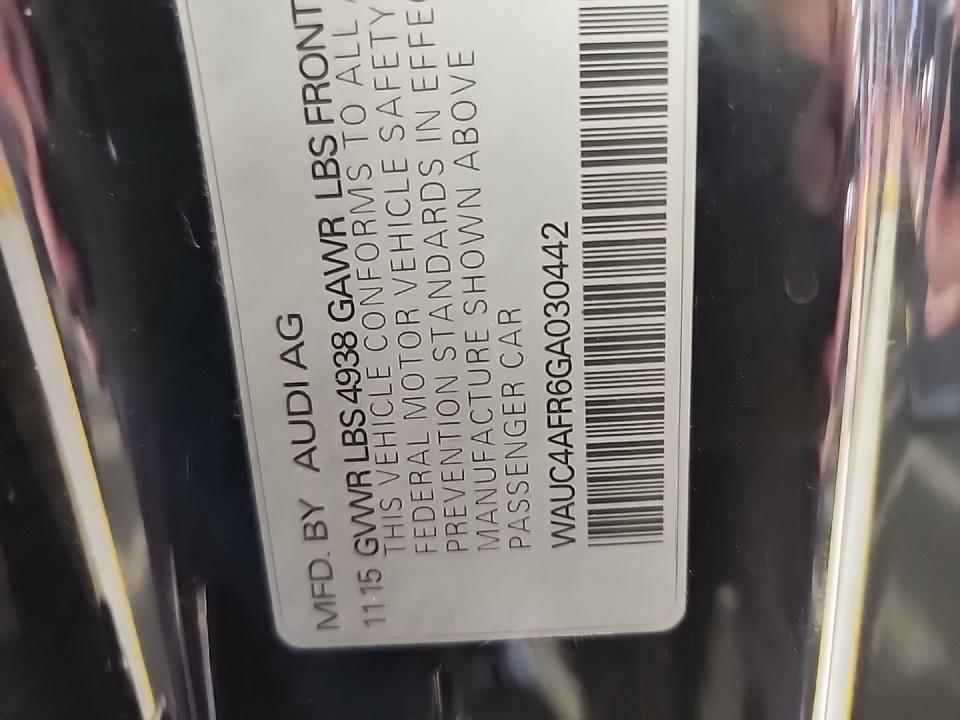 MFD. BY AUDI AG
11 15 GVWR LBS 4938 GAWR LBS FRONT
THIS VEHICLE CONFORMS TO ALL
FEDERAL MOTOR VEHICLE SAFETY
PREVENTION STANDARDS IN EFFEC
MANUFACTURE SHOWN ABOVE
PASSENGER CAR
WAUC4AFR6GA030442